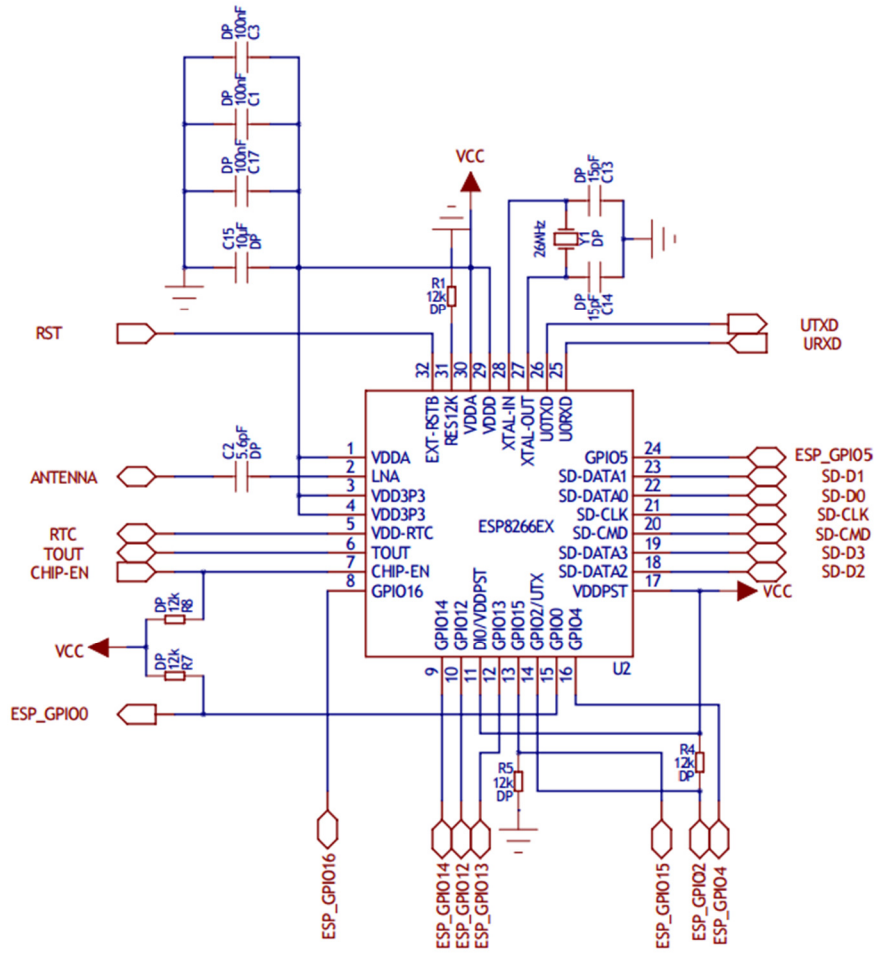 DP
100nF
C3
DP
100nF
C1
DP
100nF
C17
C15
10µF
DP
VCC
R1
12k
DP
26MHz
Y1
DP
DP
15pF
C13
DP
15pF
C14
RST
UTXD
URXD
32
31
30
29
28
27
26
25
EXT-RSTB
RES12K
VDDA
VDDD
XTAL-IN
XTAL-OUT
U0TXD
U0RXD
C2
5.6pF
DP
ANTENNA
RTC
TOUT
CHIP-EN
1 VDDA
2 LNA
3 VDD3P3
4 VDD3P3
5 VDD-RTC
6 TOUT
7 CHIP-EN
8 GPIO16
ESP8266EX
GPIO5 24 ESP_GPIO5
SD-DATA1 23 SD-D1
SD-DATA0 22 SD-D0
SD-CLK 21 SD-CLK
SD-CMD 20 SD-CMD
SD-DATA3 19 SD-D3
SD-DATA2 18 SD-D2
VDDPST 17 VCC
GPIO14
GPIO12
DIO/VDDPST
GPIO13
GPIO15
GPIO2/UTX
GPIO0
GPIO4
U2
9
10
11
12
13
14
15
16
DP
12k
R8
VCC
DP
12k
R7
ESP_GPIO0
R5
12k
DP
R4
12k
DP
ESP_GPIO16
ESP_GPIO14
ESP_GPIO12
ESP_GPIO13
ESP_GPIO15
ESP_GPIO2
ESP_GPIO4